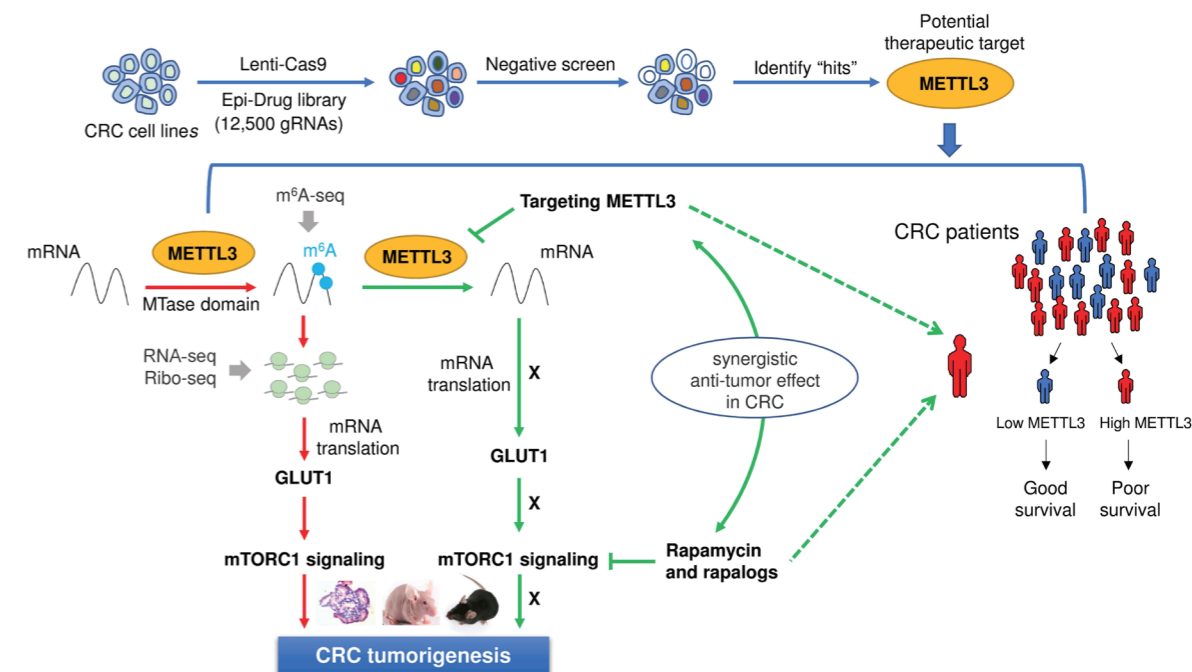 Lenti-Cas9
Epi-Drug library
(12,500 gRNAs)
CRC cell lines
Negative screen
Identify “hits”
Potential
therapeutic target
METTL3
m⁶A-seq
mRNA
METTL3
MTase domain
m⁶A
METTL3
mRNA
Targeting METTL3
RNA-seq
Ribo-seq
mRNA
translation
GLUT1
mTORC1 signaling
mRNA
translation
X
GLUT1
X
mTORC1 signaling
X
CRC tumorigenesis
synergistic
anti-tumor effect
in CRC
Rapamycin
and rapalogs
CRC patients
Low METTL3
High METTL3
Good
survival
Poor
survival